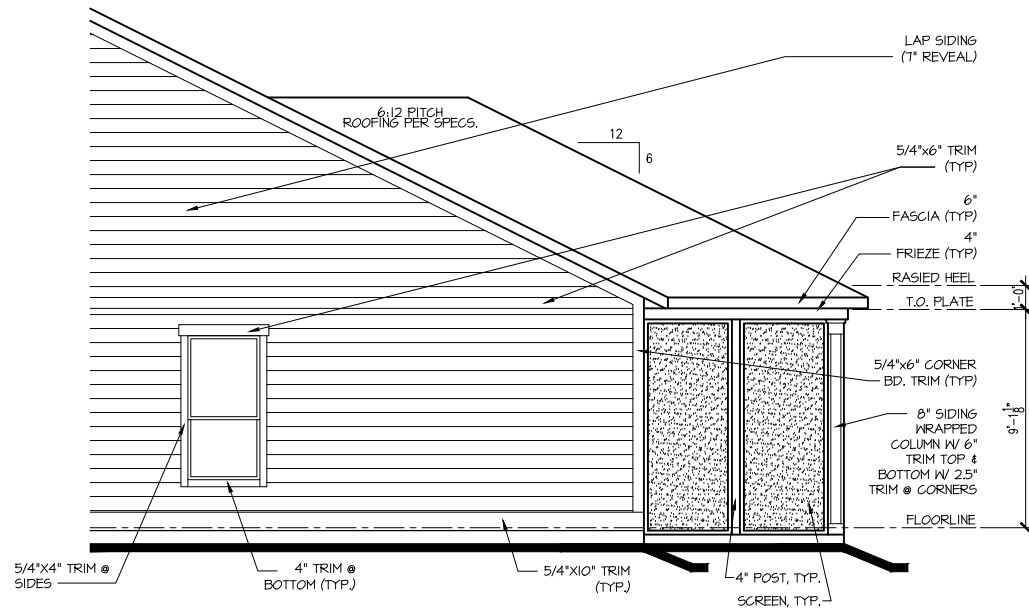 LAP SIDING
(7" REVEAL)
6:12 PITCH
ROOFING PER SPECS.
12
6
5/4"x6" TRIM
(TYP)
6"
FASCIA (TYP)
4"
FRIEZE (TYP)
RASIED HEEL
1'-0"
T.O. PLATE
5/4"x6" CORNER
BD. TRIM (TYP)
9'-1 1/8"
8" SIDING
WRAPPED
COLUMN W/ 6"
TRIM TOP &
BOTTOM W/ 2.5"
TRIM @ CORNERS
FLOORLINE
5/4"X4" TRIM @
SIDES
4" TRIM @
BOTTOM (TYP.)
5/4"X10" TRIM
(TYP.)
4" POST, TYP.
SCREEN, TYP.